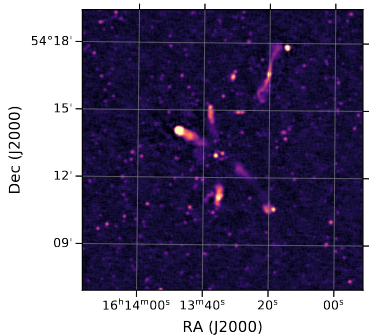 54°18'
15'
12'
09'
Dec (J2000)
16ʰ14ᵐ00ˢ 13ᵐ40ˢ 20ˢ 00ˢ
RA (J2000)